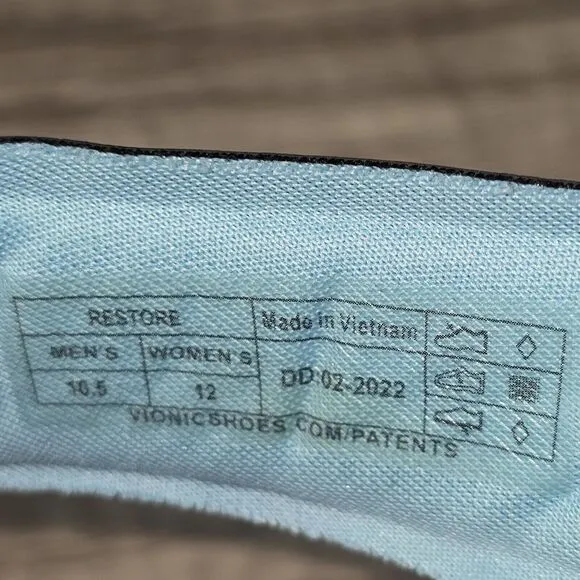 RESTORE
Made in Vietnam
MEN'S WOMEN'S
10.5 12
DD:02-2022
VIONICSHOES.COM/PATENTS